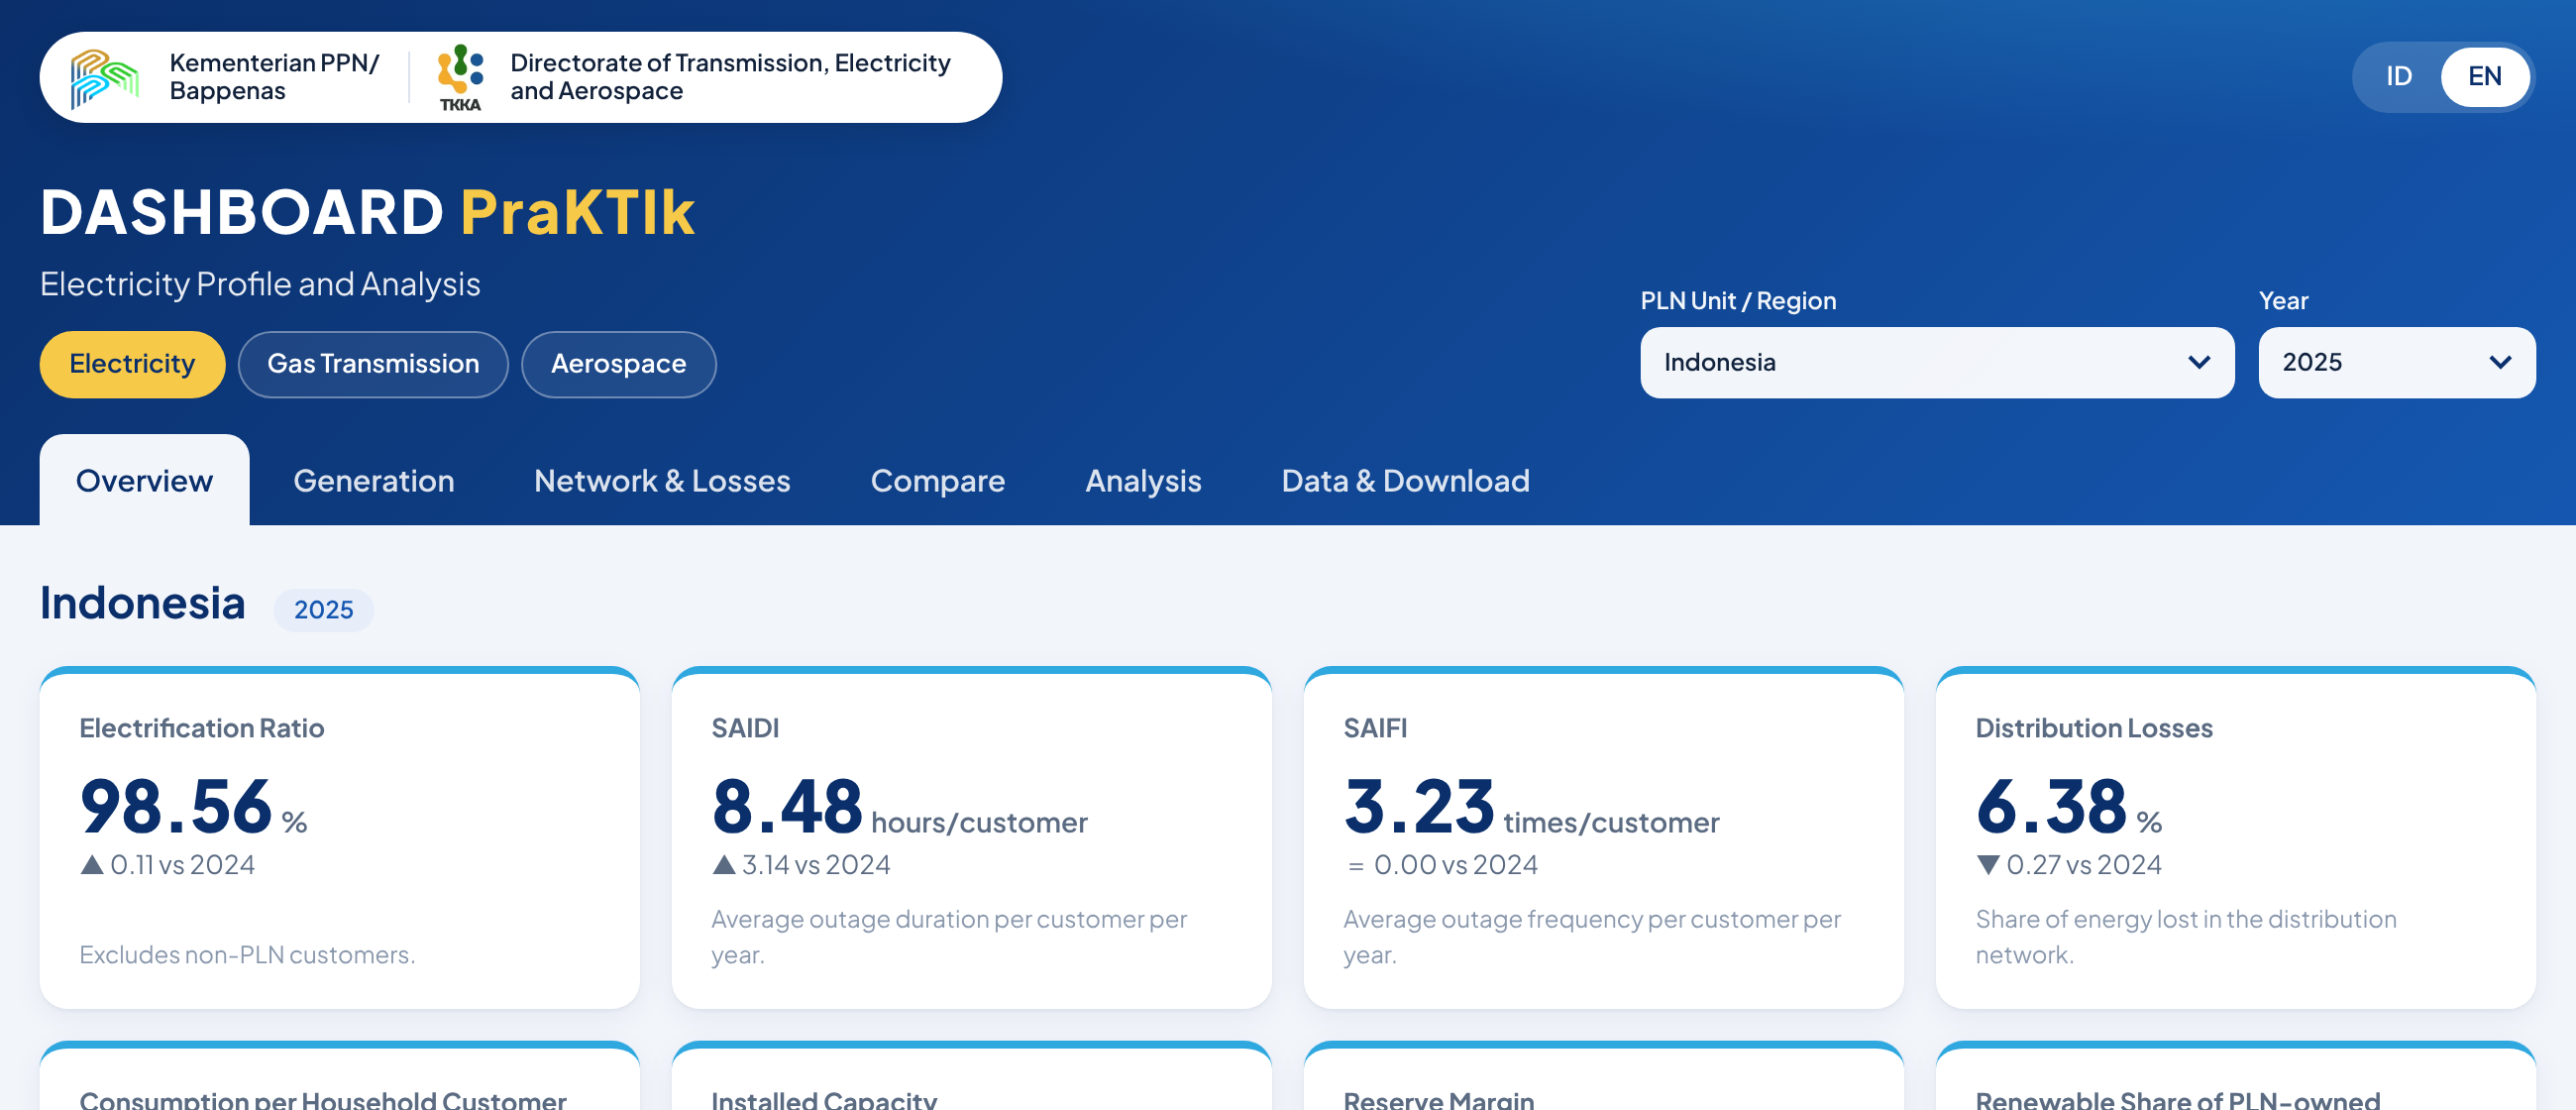 Kementerian PPN/
Bappenas
TKKA
Directorate of Transmission, Electricity
and Aerospace
ID
EN
DASHBOARD PraKTIk
Electricity Profile and Analysis
PLN Unit / Region
Year
Electricity
Gas Transmission
Aerospace
Indonesia
2025
Overview
Generation
Network & Losses
Compare
Analysis
Data & Download
Indonesia
2025
Electrification Ratio
98.56 %
▲ 0.11 vs 2024
Excludes non-PLN customers.
SAIDI
8.48 hours/customer
▲ 3.14 vs 2024
Average outage duration per customer per
year.
SAIFI
3.23 times/customer
= 0.00 vs 2024
Average outage frequency per customer per
year.
Distribution Losses
6.38 %
▼ 0.27 vs 2024
Share of energy lost in the distribution
network.
Consumption per Household Customer
Installed Capacity
Reserve Margin
Renewable Share of PLN-owned